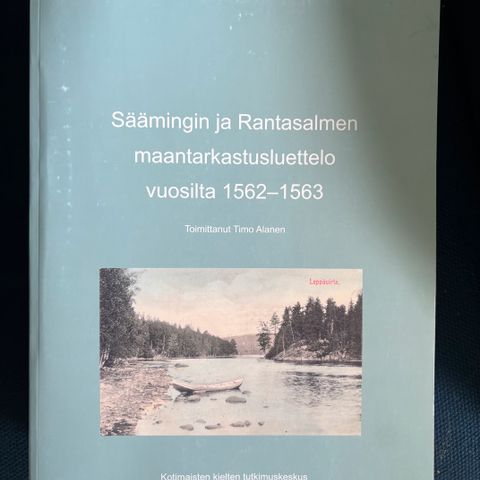 Säämingin ja Rantasalmen
maantarkastusluettelo
vuosilta 1562–1563
Toimittanut Timo Alanen
Leppävirta.
Kotimaisten kielten tutkimuskeskus